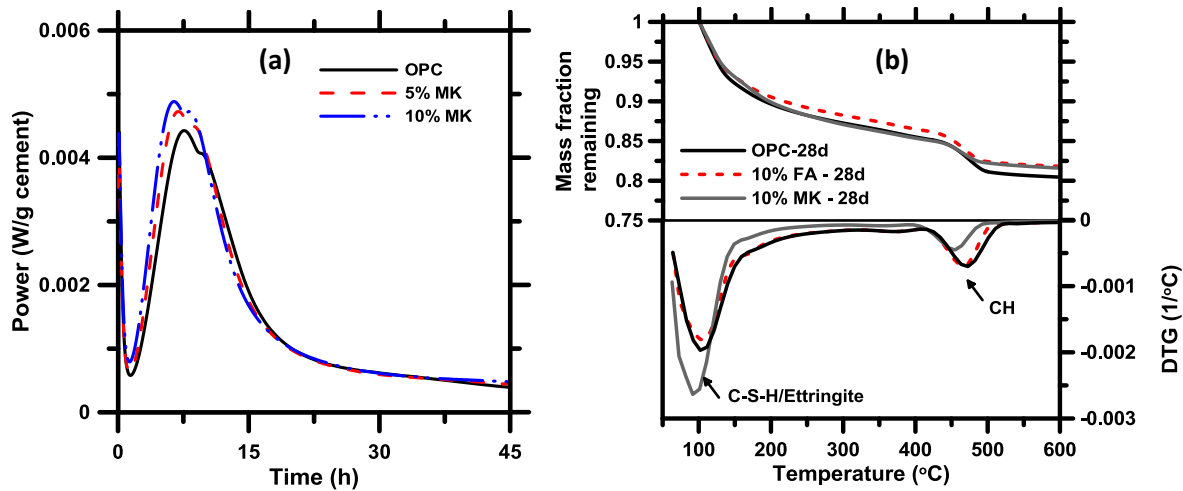 (a)
OPC
5% MK
10% MK
0.006
0.004
0.002
0
Power (W/g cement)
0
15
30
45
Time (h)
(b)
1
0.95
0.9
0.85
0.8
0.75
Mass fraction
remaining
OPC-28d
10% FA - 28d
10% MK - 28d
0
-0.001
-0.002
-0.003
DTG (1/°C)
CH
C-S-H/Ettringite
100
200
300
400
500
600
Temperature (°C)